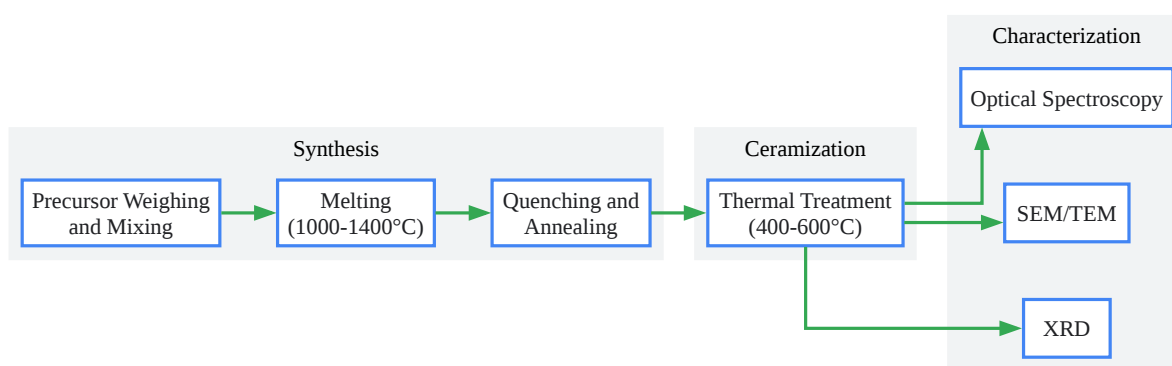 Characterization
Optical Spectroscopy
Synthesis
Ceramization
Precursor Weighing
and Mixing
Melting
(1000-1400°C)
Quenching and
Annealing
Thermal Treatment
(400-600°C)
SEM/TEM
XRD